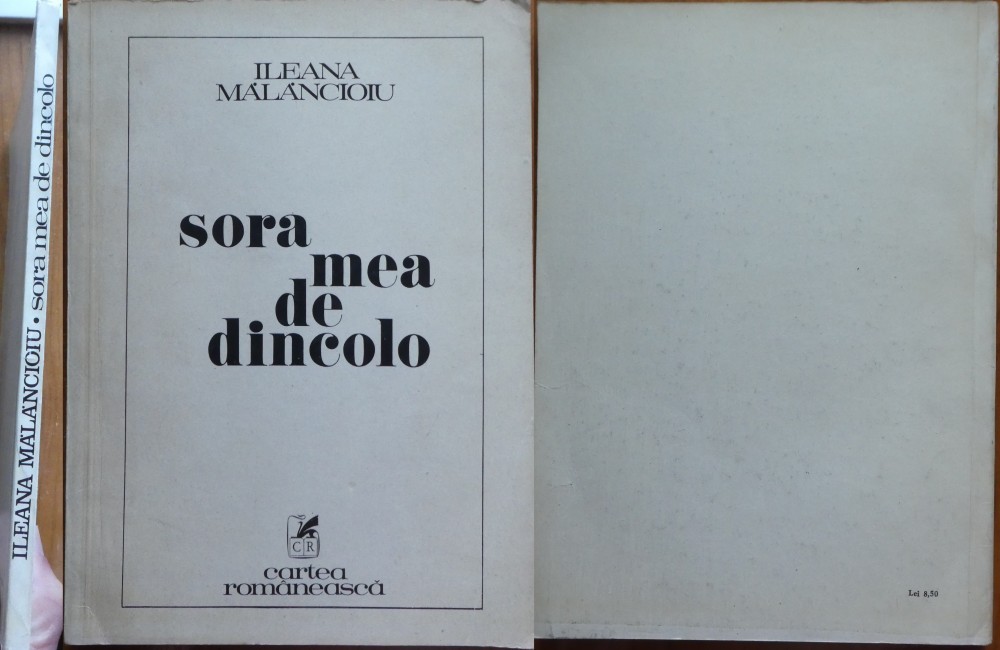 ILEANA MĂLĂNCIOIU • sora mea de dincolo
ILEANA
MĂLĂNCIOIU
sora
mea
de
dincolo
CR
cartea
românească
Lei 8,50